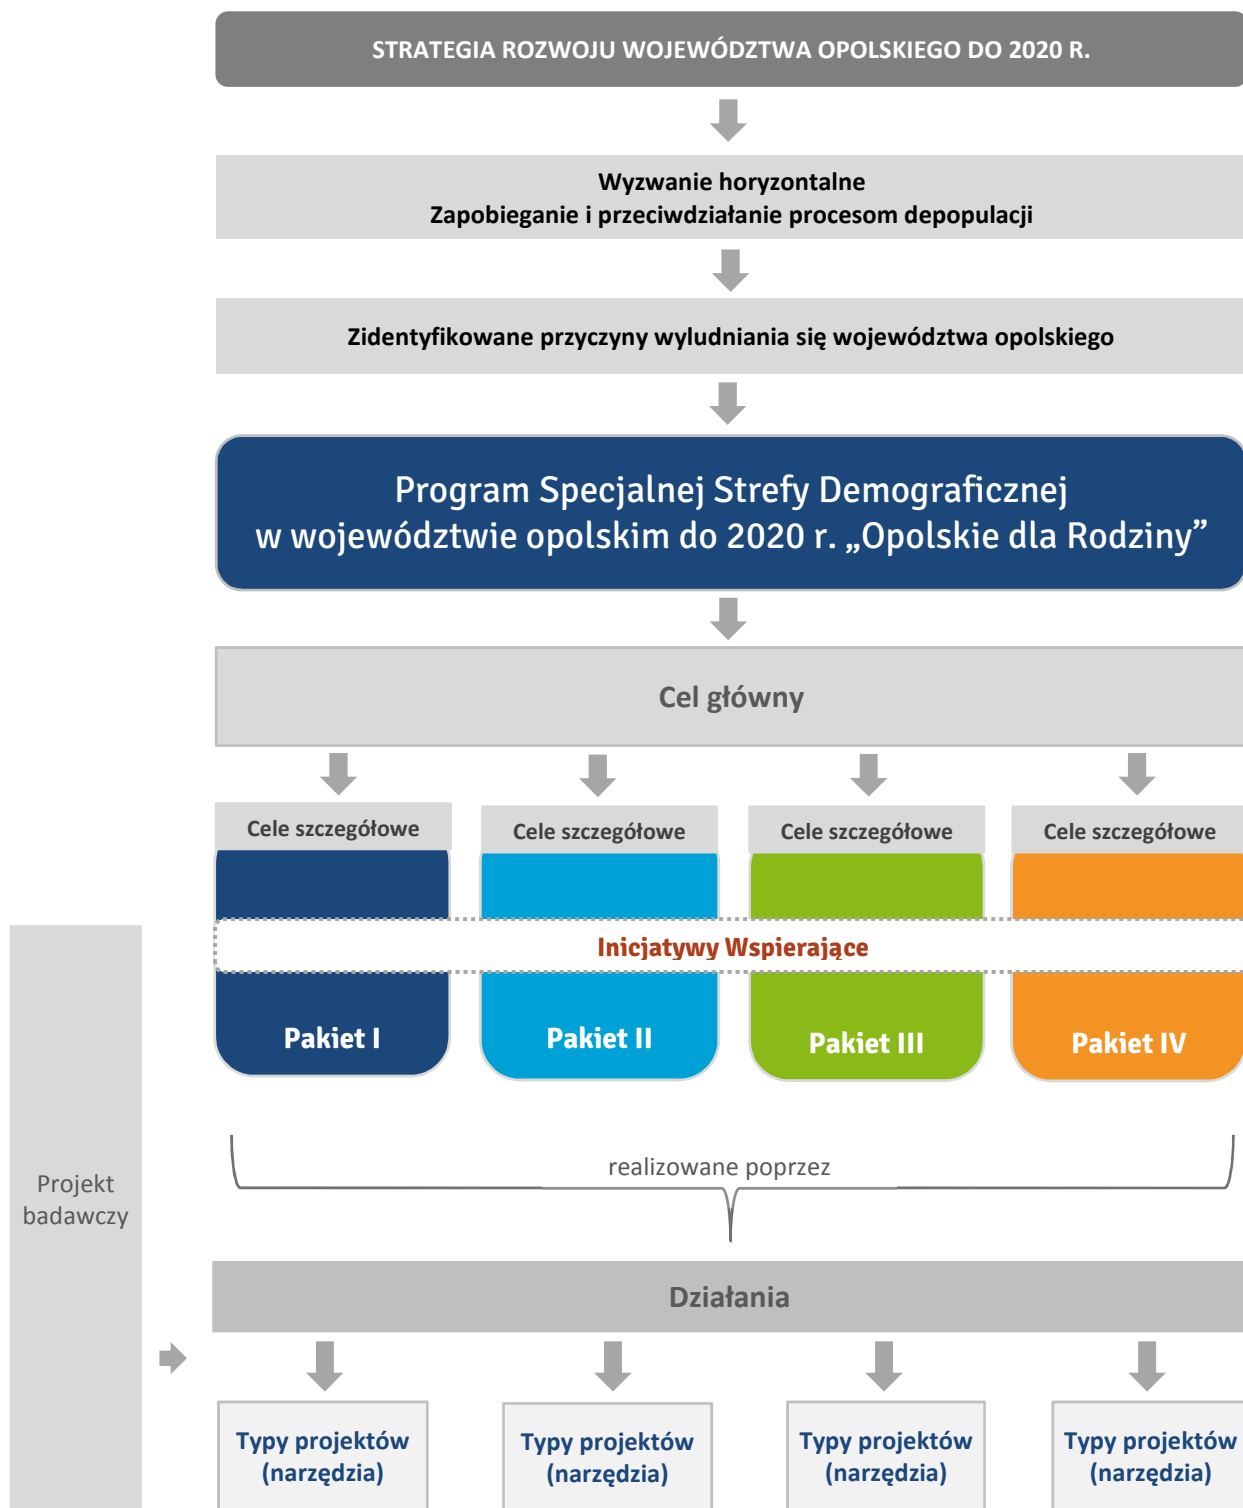 STRATEGIA ROZWOJU WOJEWÓDZTWA OPOLSKIEGO DO 2020 R.
Wyzwanie horyzontalne
Zapobieganie i przeciwdziałanie procesom depopulacji
Zidentyfikowane przyczyny wyludniania się województwa opolskiego
Program Specjalnej Strefy Demograficznej
w województwie opolskim do 2020 r. „Opolskie dla Rodziny”
Cel główny
Cele szczegółowe
Cele szczegółowe
Cele szczegółowe
Cele szczegółowe
Inicjatywy Wspierające
Pakiet I
Pakiet II
Pakiet III
Pakiet IV
realizowane poprzez
Projekt
badawczy
Działania
Typy projektów
(narzędzia)
Typy projektów
(narzędzia)
Typy projektów
(narzędzia)
Typy projektów
(narzędzia)